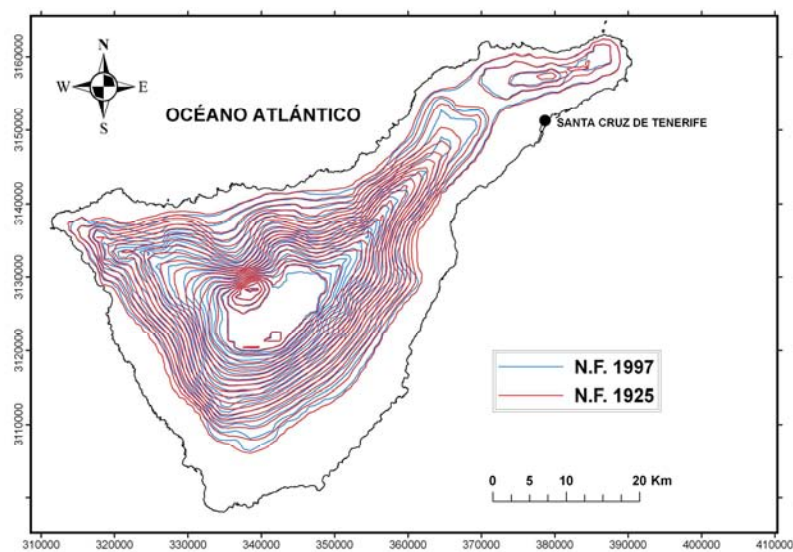 N
W E
S
OCÉANO ATLÁNTICO
SANTA CRUZ DE TENERIFE
N.F. 1997
N.F. 1925
0 5 10 20 Km
3160000
3150000
3140000
3130000
3120000
3110000
310000 320000 330000 340000 350000 360000 370000 380000 390000 400000 410000